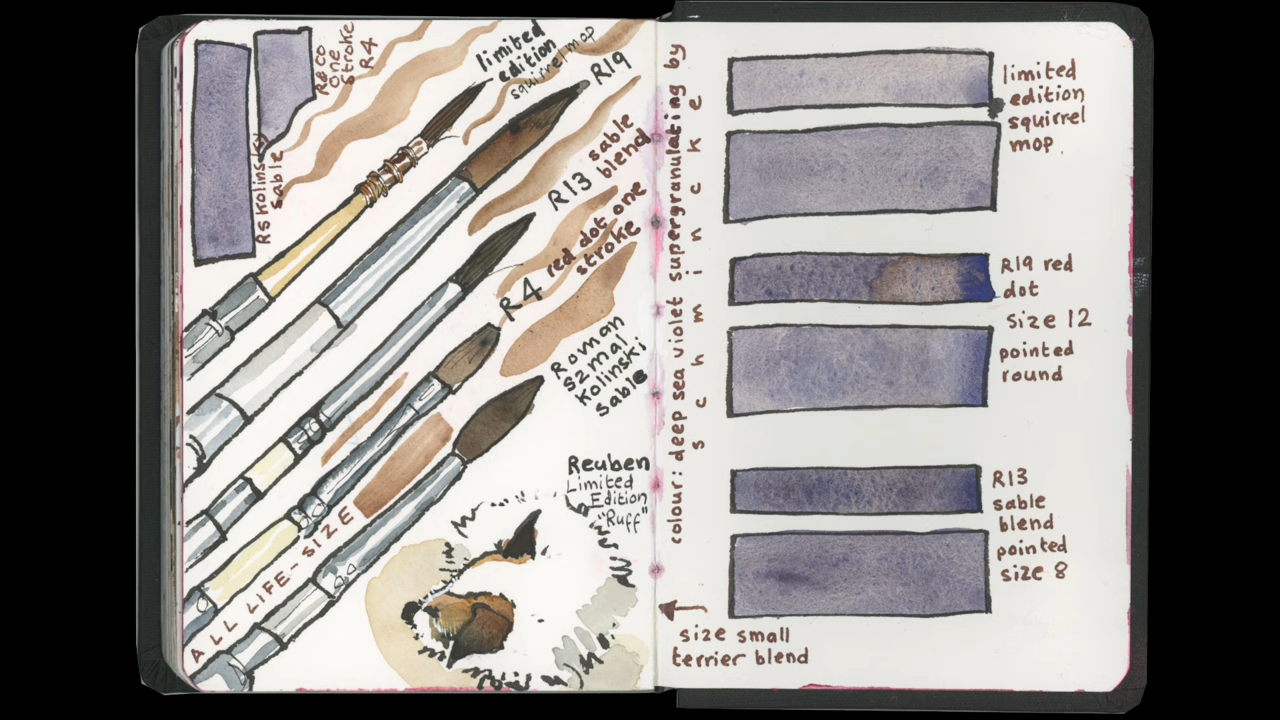 R&Co
one
stroke
R4
Rs kolinsky
sable
limited
edition
squirrel mop
R19
R13 sable
blend
R4 red dot one
stroke
Roman
szmal
kolinski
sable
Reuben
Limited
Edition
"Ruff"
ALL LIFE-SIZE
colour: deep sea violet supergranulating by
schmincke
size small
terrier blend
limited
edition
squirrel
mop.
R19 red
dot
size 12
pointed
round
R13
sable
blend
pointed
size 8